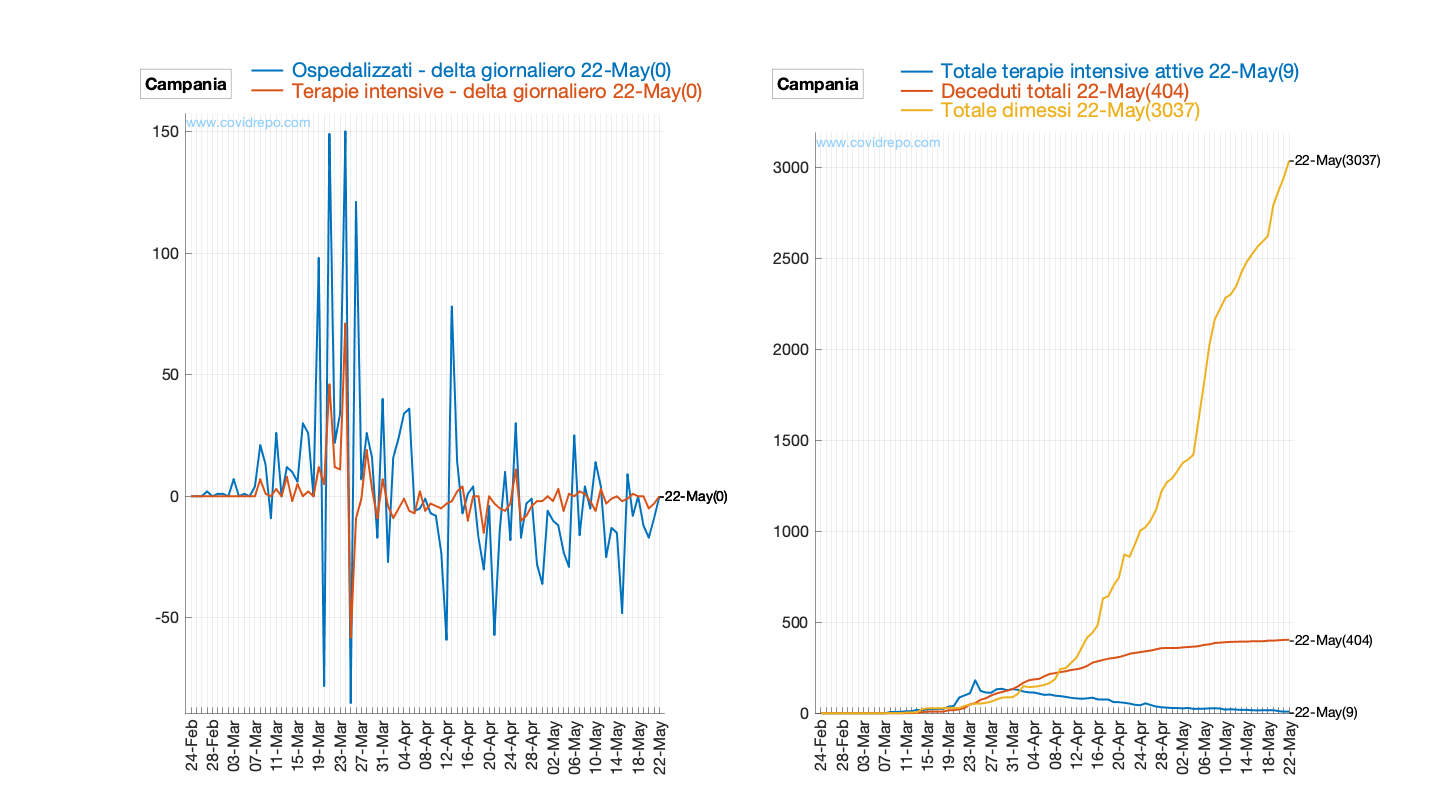 Campania
Ospedalizzati - delta giornaliero 22-May(0)
Terapie intensive - delta giornaliero 22-May(0)
www.covidrepo.com
150
100
50
0
-50
22-May(0)
24-Feb
28-Feb
03-Mar
07-Mar
11-Mar
15-Mar
19-Mar
23-Mar
27-Mar
31-Mar
04-Apr
08-Apr
12-Apr
16-Apr
20-Apr
24-Apr
28-Apr
02-May
06-May
10-May
14-May
18-May
22-May
Campania
Totale terapie intensive attive 22-May(9)
Deceduti totali 22-May(404)
Totale dimessi 22-May(3037)
www.covidrepo.com
3000
2500
2000
1500
1000
500
0
22-May(3037)
22-May(404)
22-May(9)
24-Feb
28-Feb
03-Mar
07-Mar
11-Mar
15-Mar
19-Mar
23-Mar
27-Mar
31-Mar
04-Apr
08-Apr
12-Apr
16-Apr
20-Apr
24-Apr
28-Apr
02-May
06-May
10-May
14-May
18-May
22-May